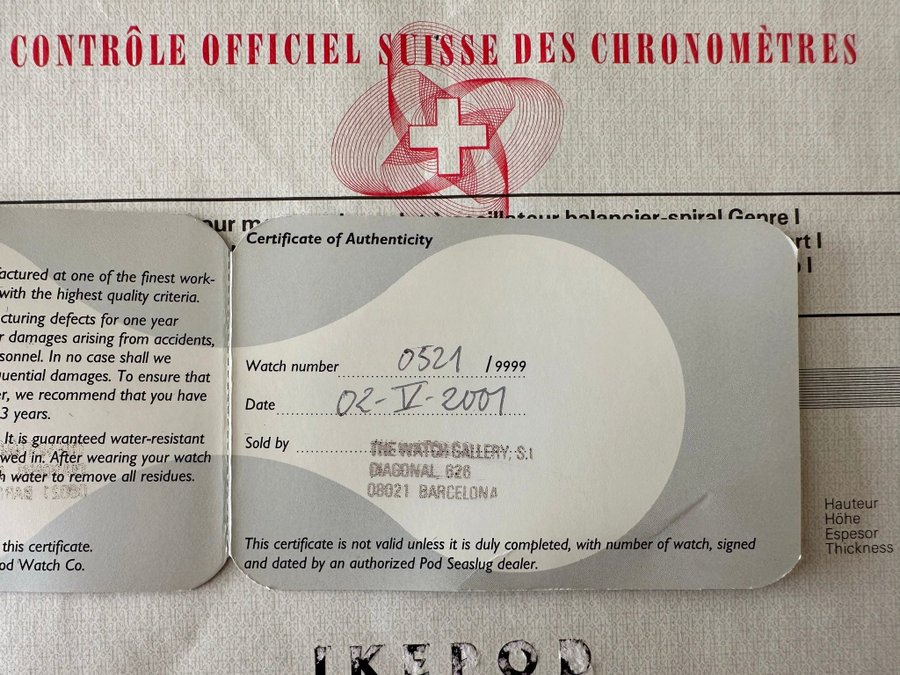 CONTRÔLE OFFICIEL SUISSE DES CHRONOMÈTRES
balancier-spiral Genre I
Certificate of Authenticity
Watch number 0521 / 9999
Date 02-V-2001
Sold by THE WATCH GALLERY, S.l
DIAGONAL, 626
08021 BARCELONA
This certificate is not valid unless it is duly completed, with number of watch, signed
and dated by an authorized Pod Seaslug dealer.
factured at one of the finest work-
with the highest quality criteria.
cturing defects for one year
r damages arising from accidents,
sonnel. In no case shall we
quential damages. To ensure that
er, we recommend that you have
3 years.
It is guaranteed water-resistant
wed in. After wearing your watch
h water to remove all residues.
this certificate.
od Watch Co.
Hauteur
Höhe
Espesor
Thickness
IKEPOD